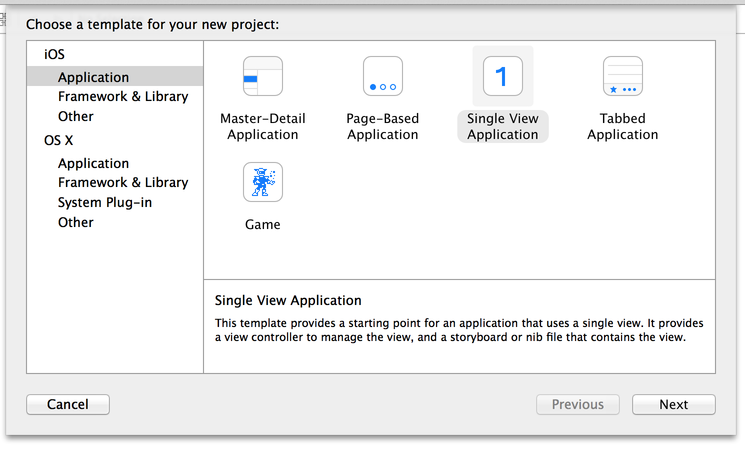 Choose a template for your new project:
iOS
Application
Framework & Library
Other
OS X
Application
Framework & Library
System Plug-in
Other
Master-Detail
Application
Page-Based
Application
1
Single View
Application
Tabbed
Application
Game
Single View Application
This template provides a starting point for an application that uses a single view. It provides
a view controller to manage the view, and a storyboard or nib file that contains the view.
Cancel
Previous
Next